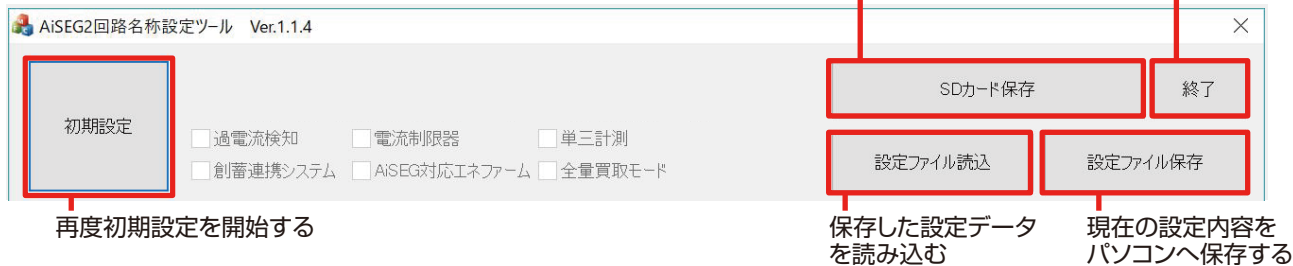 AiSEG2回路名称設定ツール Ver.1.1.4
SDカード保存
終了
初期設定
過電流検知
電流制限器
単三計測
創蓄連携システム
AiSEG対応エネファーム
全量買取モード
設定ファイル読込
設定ファイル保存
再度初期設定を開始する
保存した設定データ
を読み込む
現在の設定内容を
パソコンへ保存する